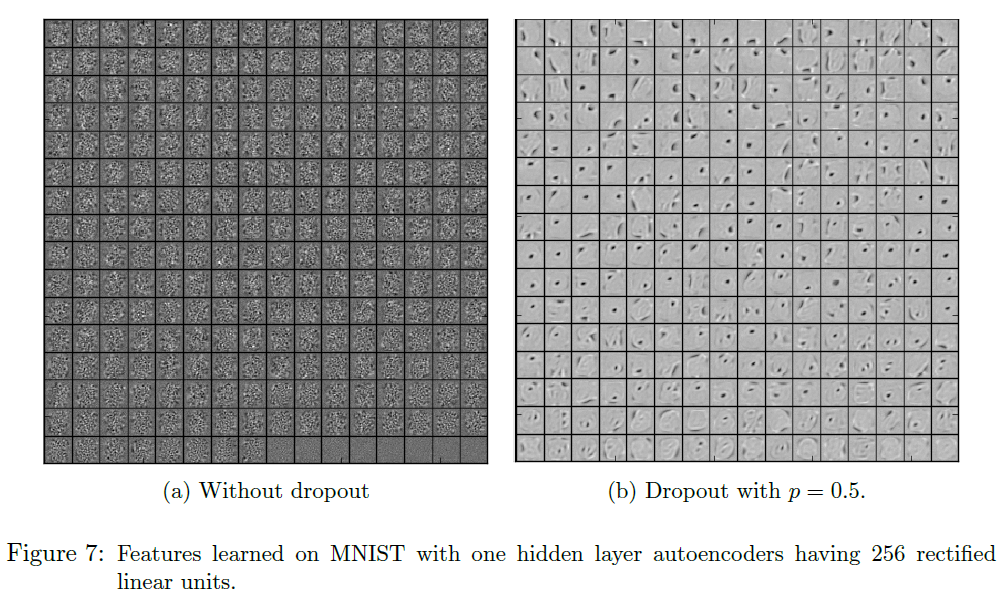 (a) Without dropout
(b) Dropout with p = 0.5.
Figure 7: Features learned on MNIST with one hidden layer autoencoders having 256 rectified
linear units.